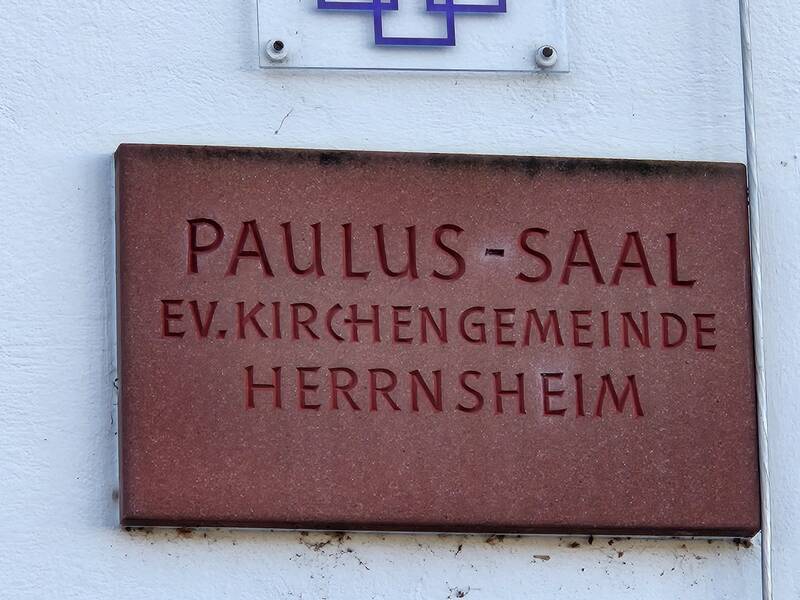 PAULUS-SAAL
EV. KIRCHENGEMEINDE
HERRNSHEIM